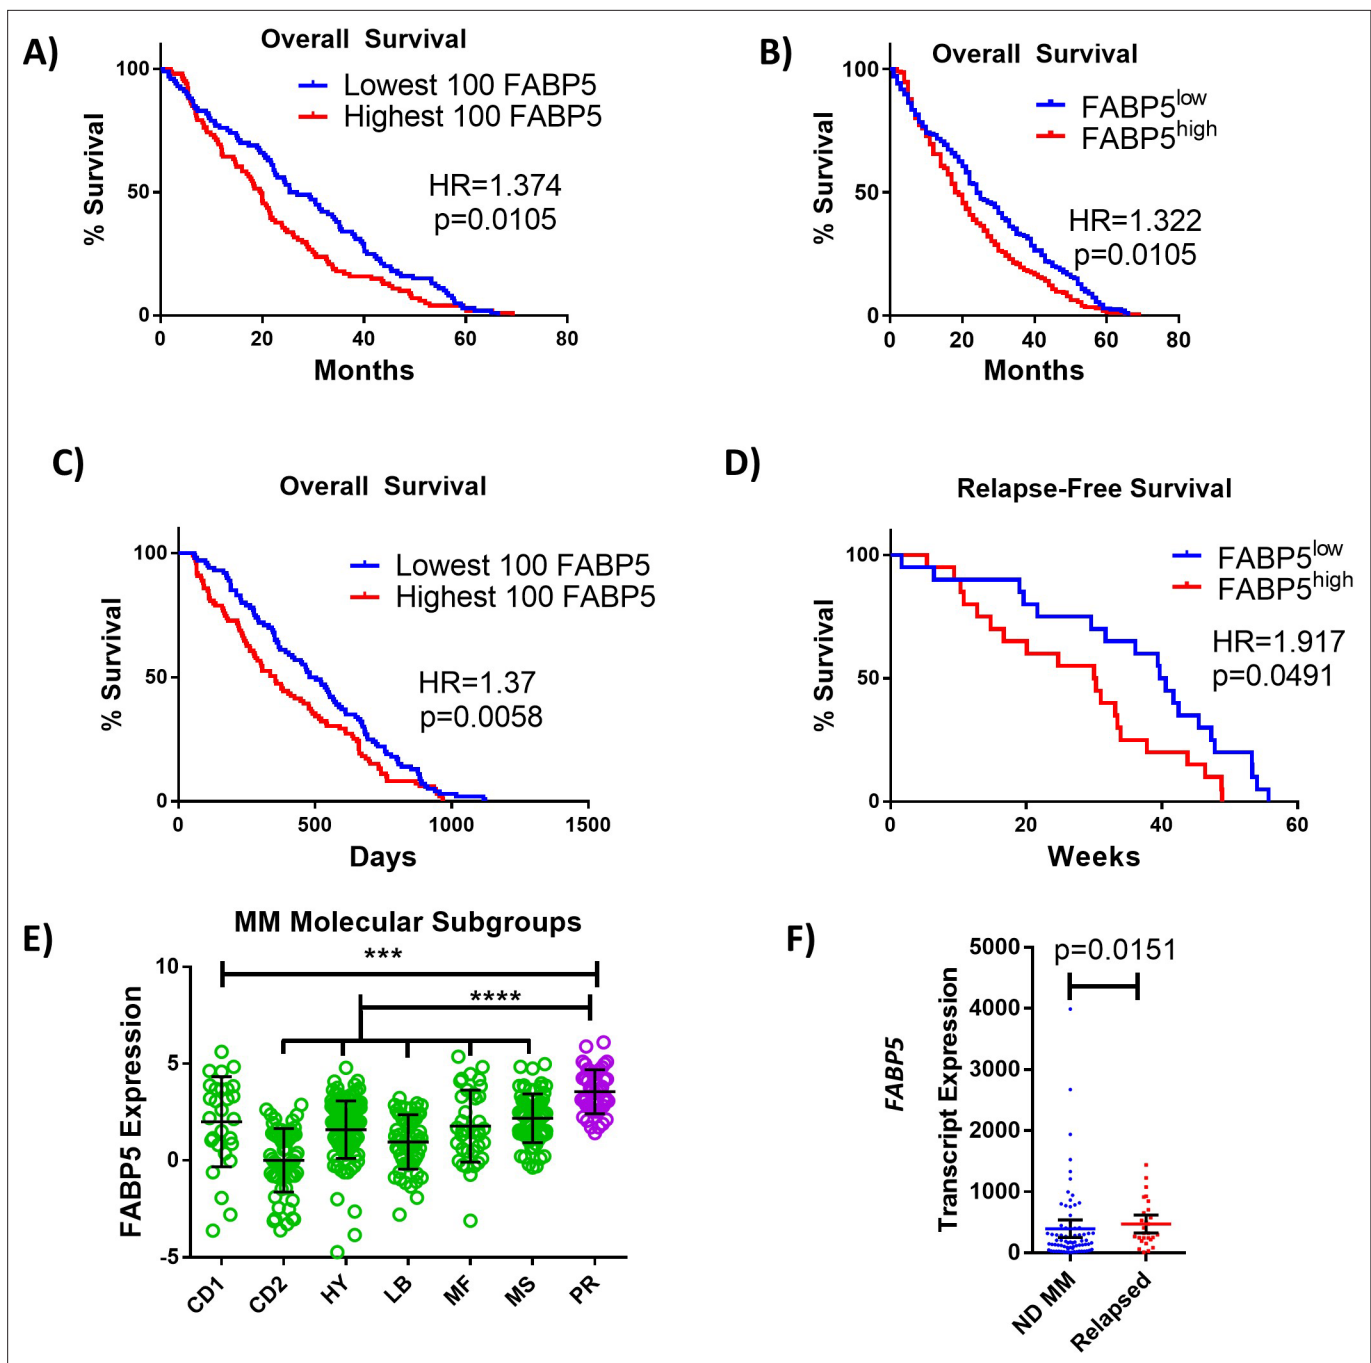 A)
Overall Survival
Lowest 100 FABP5
Highest 100 FABP5
HR=1.374
p=0.0105
% Survival
100
50
0
0 20 40 60 80
Months
B)
Overall Survival
FABP5low
FABP5high
HR=1.322
p=0.0105
% Survival
100
50
0
0 20 40 60 80
Months
C)
Overall Survival
Lowest 100 FABP5
Highest 100 FABP5
HR=1.37
p=0.0058
% Survival
100
50
0
0 500 1000 1500
Days
D)
Relapse-Free Survival
FABP5low
FABP5high
HR=1.917
p=0.0491
% Survival
100
50
0
0 20 40 60
Weeks
E)
MM Molecular Subgroups
***
****
FABP5 Expression
10
5
0
-5
CD1 CD2 HY LB MF MS PR
F)
p=0.0151
FABP5
Transcript Expression
5000
4000
3000
2000
1000
0
ND MM Relapsed